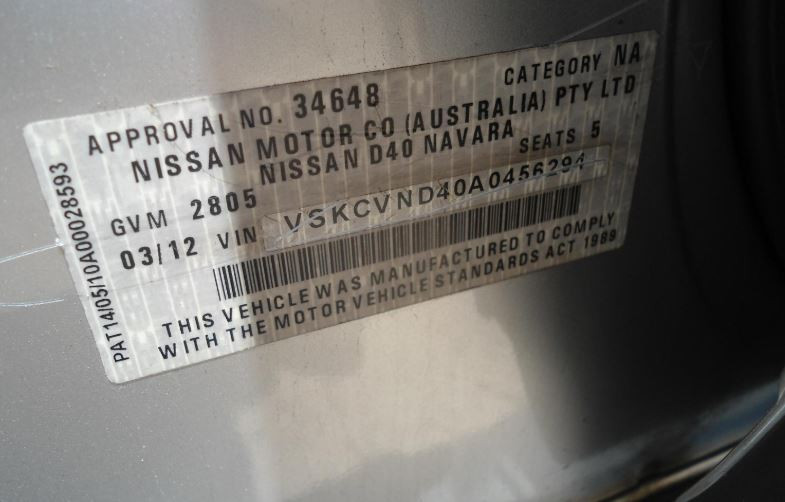 APPROVAL NO. 34648 CATEGORY NA
NISSAN MOTOR CO (AUSTRALIA) PTY LTD
NISSAN D40 NAVARA
GVM 2805 SEATS 5
03/12 VIN VSKCVND40A0456294
THIS VEHICLE WAS MANUFACTURED TO COMPLY
WITH THE MOTOR VEHICLE STANDARDS ACT 1989
PAT14/05/10A00028593